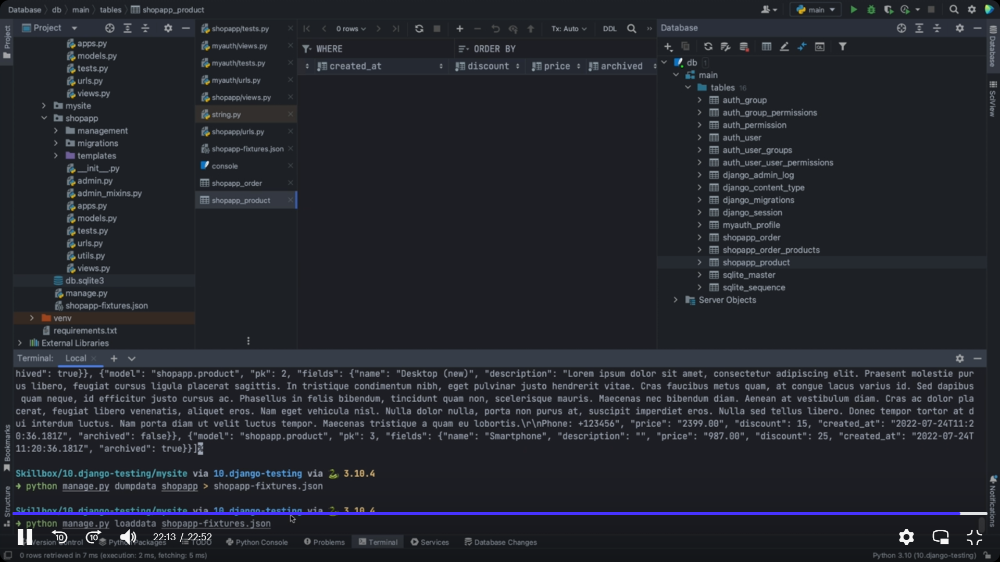 Database db main tables shopapp_product
main
Project
Project
apps.py
models.py
tests.py
urls.py
views.py
mysite
shopapp
management
migrations
templates
__init__.py
admin.py
admin_mixins.py
apps.py
models.py
tests.py
urls.py
utils.py
views.py
db.sqlite3
manage.py
shopapp-fixtures.json
venv
requirements.txt
External Libraries
shopapp/tests.py
myauth/views.py
myauth/tests.py
myauth/urls.py
shopapp/views.py
string.py
shopapp/urls.py
shopapp-fixtures.json
console
shopapp_order
shopapp_product
0 rows Tx: Auto DDL
WHERE ORDER BY
created_at discount price archived
Database
db 1
main
tables 16
auth_group
auth_group_permissions
auth_permission
auth_user
auth_user_groups
auth_user_user_permissions
django_admin_log
django_content_type
django_migrations
django_session
myauth_profile
shopapp_order
shopapp_order_products
shopapp_product
sqlite_master
sqlite_sequence
Server Objects
Database
SciView
Notifications
Bookmarks
Structure
Terminal: Local
hived": true}}, {"model": "shopapp.product", "pk": 2, "fields": {"name": "Desktop (new)", "description": "Lorem ipsum dolor sit amet, consectetur adipiscing elit. Praesent molestie pur
us libero, feugiat cursus ligula placerat sagittis. In tristique condimentum nibh, eget pulvinar justo hendrerit vitae. Cras faucibus metus quam, at congue lacus varius id. Sed dapibus
quam neque, id efficitur justo cursus ac. Phasellus in felis bibendum, tincidunt quam non, scelerisque mauris. Maecenas nec bibendum diam. Aenean at vestibulum diam. Cras ac dolor pla
cerat, feugiat libero venenatis, aliquet eros. Nam eget vehicula nisl. Nulla dolor nulla, porta non purus at, suscipit imperdiet eros. Nulla sed tellus libero. Donec tempor tortor at d
ui interdum luctus. Nam porta diam ut velit luctus tempor. Maecenas tristique a quam eu lobortis.\r\nPhone: +123456", "price": "2399.00", "discount": 15, "created_at": "2022-07-24T11:2
0:36.181Z", "archived": false}}, {"model": "shopapp.product", "pk": 3, "fields": {"name": "Smartphone", "description": "", "price": "987.00", "discount": 25, "created_at": "2022-07-24T
11:20:36.181Z", "archived": true}}]%
Skillbox/10.django-testing/mysite via 10.django-testing via 3.10.4
→ python manage.py dumpdata shopapp > shopapp-fixtures.json
Skillbox/10.django-testing/mysite via 10.django-testing via 3.10.4
→ python manage.py loaddata shopapp-fixtures.json
10 10 22:13 / 22:52
Version Control Python Packages TODO Python Console Problems Terminal Services Database Changes
0 rows retrieved in 7 ms (execution: 2 ms, fetching: 5 ms) Python 3.10 (10.django-testing)